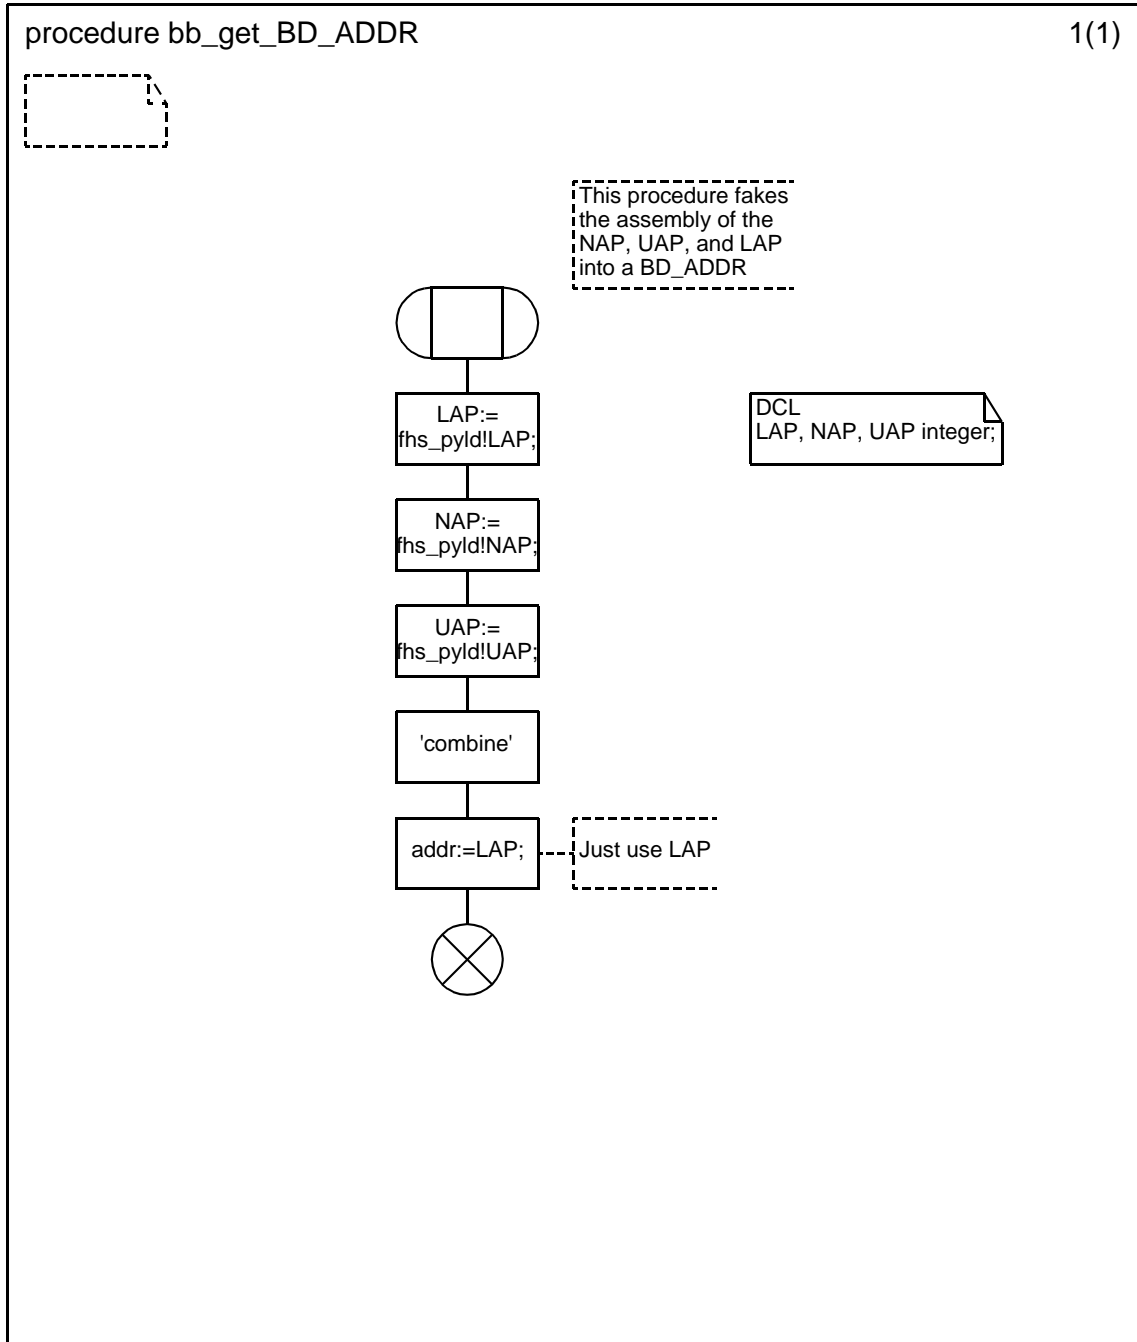 procedure bb_get_BD_ADDR
1(1)
This procedure fakes
the assembly of the
NAP, UAP, and LAP
into a BD_ADDR
LAP:=
fhs_pyld!LAP;
DCL
LAP, NAP, UAP integer;
NAP:=
fhs_pyld!NAP;
UAP:=
fhs_pyld!UAP;
'combine'
addr:=LAP;
Just use LAP